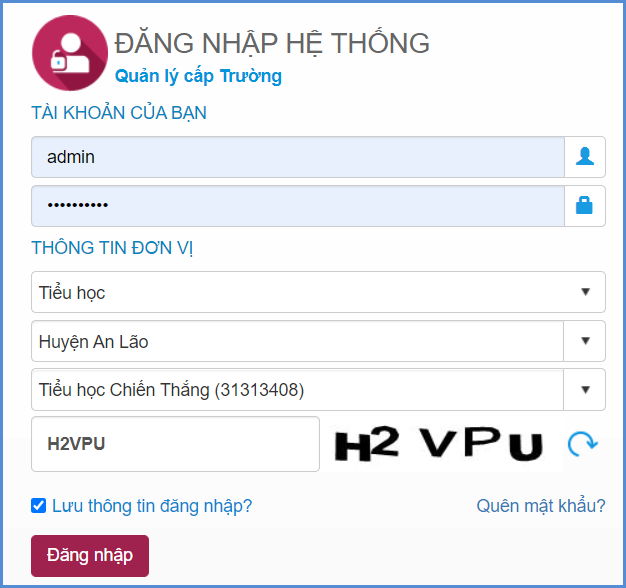 ĐĂNG NHẬP HỆ THỐNG
Quản lý cấp Trường
TÀI KHOẢN CỦA BẠN
admin
••••••••••
THÔNG TIN ĐƠN VỊ
Tiểu học
Huyện An Lão
Tiểu học Chiến Thắng (31313408)
H2VPU H2VPU
Lưu thông tin đăng nhập? Quên mật khẩu?
Đăng nhập